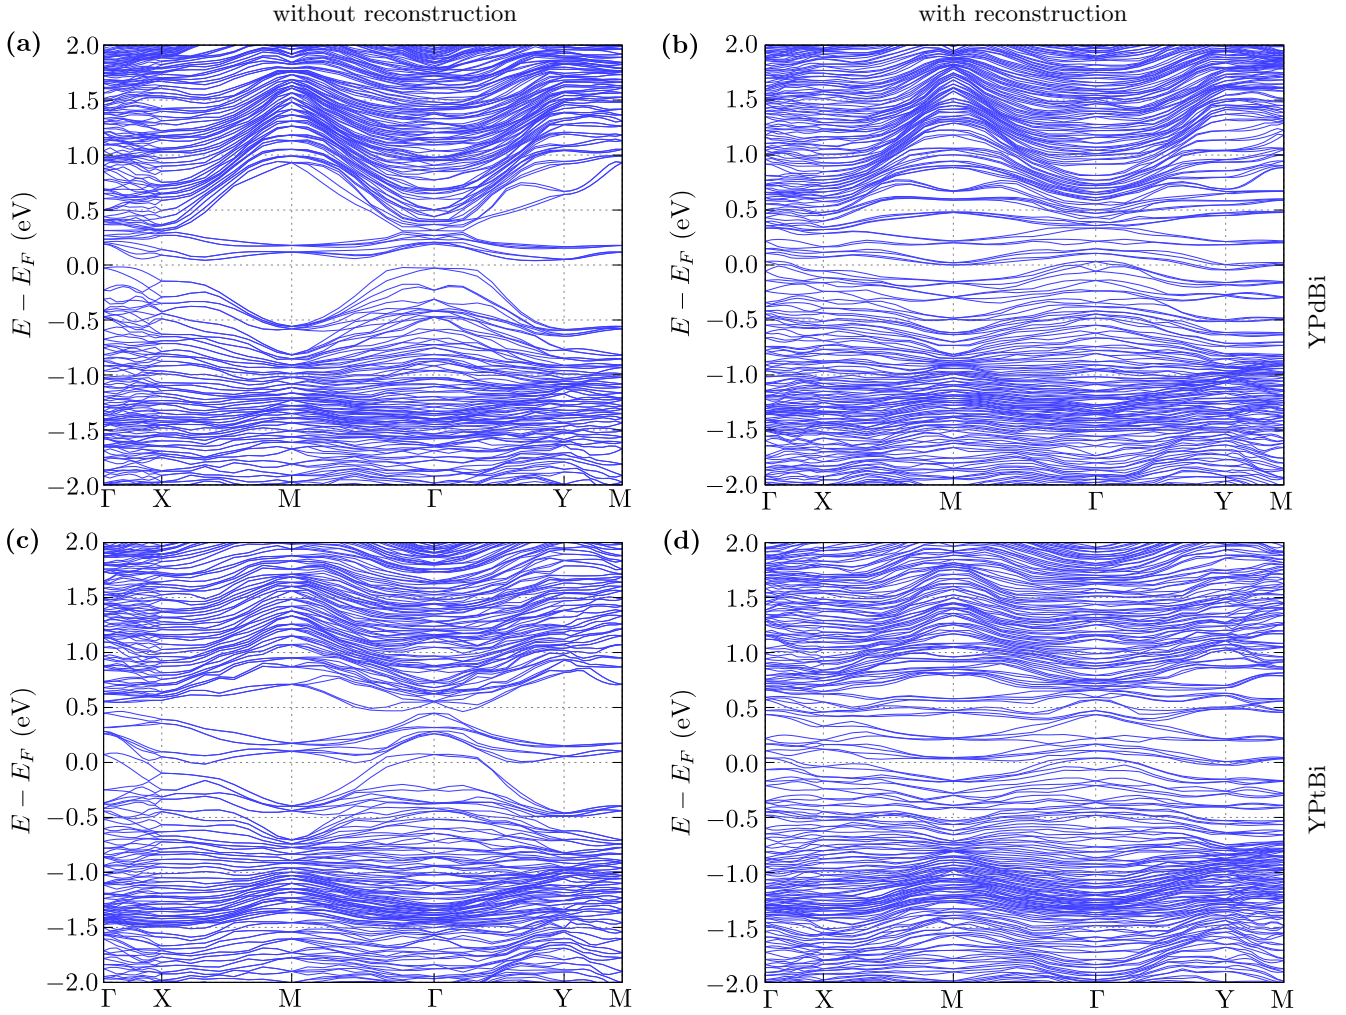 without reconstruction
with reconstruction
(a)
2.0
1.5
1.0
0.5
0.0
−0.5
−1.0
−1.5
−2.0
E − E_F (eV)
Γ X M Γ Y M
(b)
2.0
1.5
1.0
0.5
0.0
−0.5
−1.0
−1.5
−2.0
E − E_F (eV)
Γ X M Γ Y M
YPdBi
(c)
2.0
1.5
1.0
0.5
0.0
−0.5
−1.0
−1.5
−2.0
E − E_F (eV)
Γ X M Γ Y M
(d)
2.0
1.5
1.0
0.5
0.0
−0.5
−1.0
−1.5
−2.0
E − E_F (eV)
Γ X M Γ Y M
YPtBi